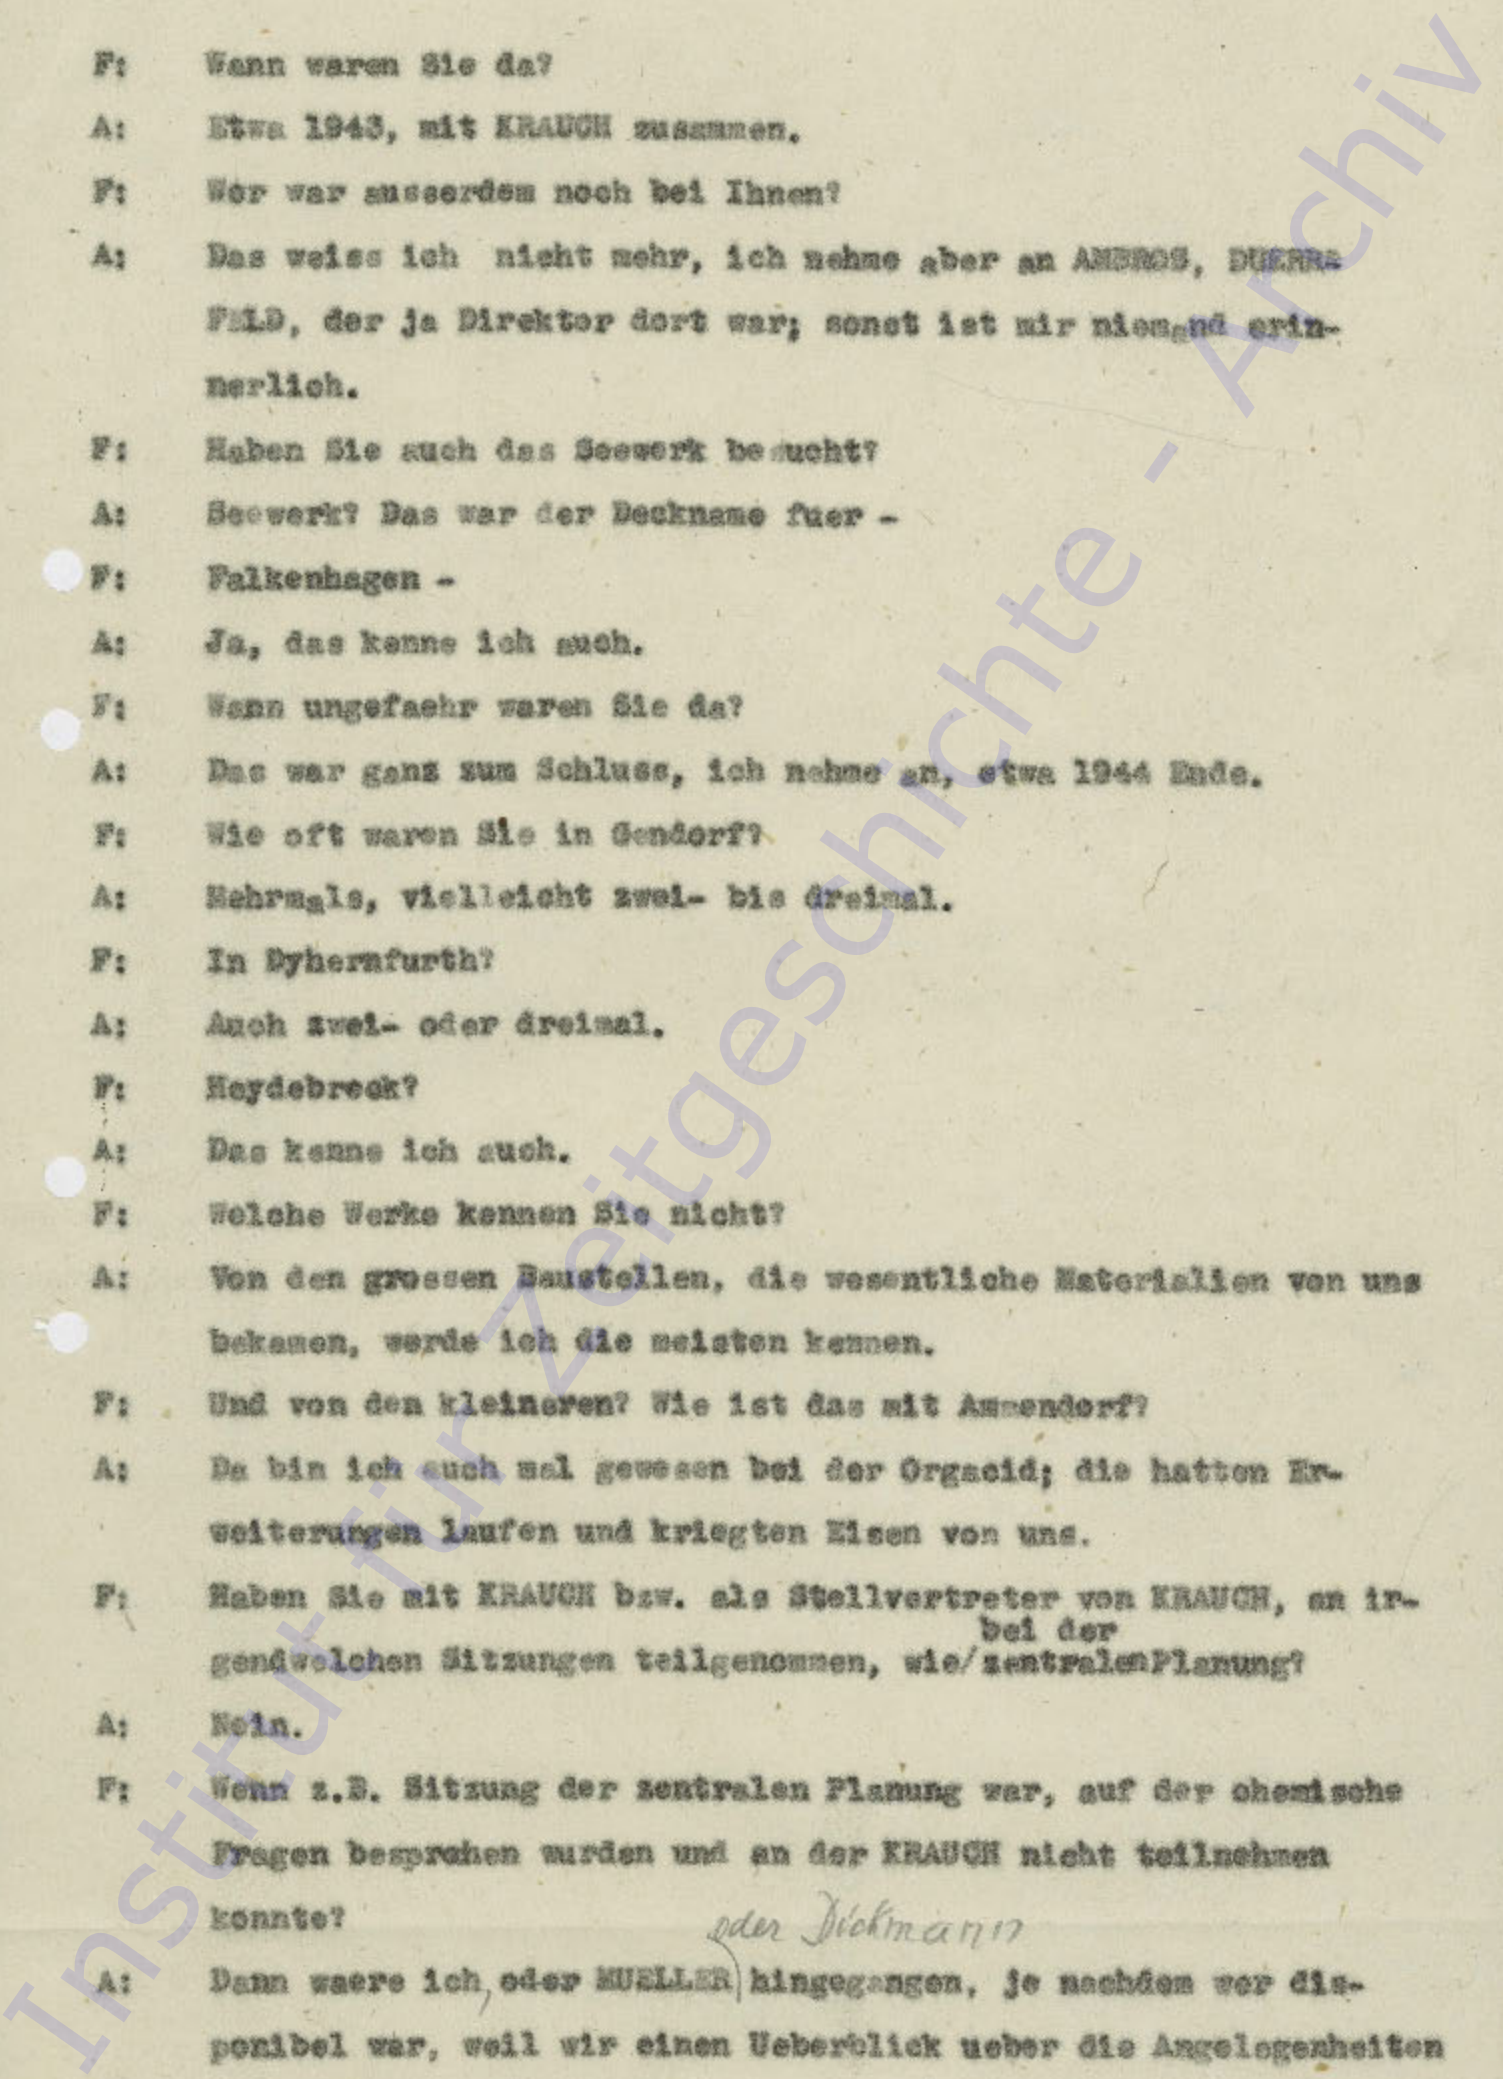 F: Wann waren Sie da?
A: Etwa 1943, mit KRAUCH zusammen.
F: Wer war ausserdem noch bei Ihnen?
A: Das weiss ich nicht mehr, ich nehme aber an AMBROS, DUERRR
FELD, der ja Direktor dort war; sonst ist mir niemand erin-
nerlich.
F: Haben Sie auch das Seewerk besucht?
A: Seewerk? Das war der Deckname fuer -
F: Falkenhagen -
A: Ja, das kenne ich auch.
F: Wann ungefaehr waren Sie da?
A: Das war ganz zum Schluss, ich nehme an, etwa 1944 Ende.
F: Wie oft waren Sie in Gendorf?
A: Mehrmals, vielleicht zwei- bis dreimal.
F: In Dyhernfurth?
A: Auch zwei- oder dreimal.
F: Heydebreck?
A: Das kenne ich auch.
F: Welche Werke kennen Sie nicht?
A: Von den grossen Baustellen, die wesentliche Materialien von uns
bekamen, werde ich die meisten kennen.
F: Und von den kleineren? Wie ist das mit Ammendorf?
A: Da bin ich auch mal gewesen bei der Orgacid; die hatten Er-
weiterungen laufen und kriegten Eisen von uns.
F: Haben Sie mit KRAUCH bzw. als Stellvertreter von KRAUCH, an ir-
bei der
gendwelchen Sitzungen teilgenommen, wie/zentralenPlanung?
A: Nein.
F: Wenn z.B. Sitzung der zentralen Planung war, auf der chemische
Fragen besprohen wurden und an der KRAUCH nicht teilnehmen
konnte?
oder Dickmann
A: Dann waere ich, oder MUELLER hingegangen, je nachdem wer dis-
ponibel war, weil wir einen Ueberblick ueber die Angelegenheiten
Institut für Zeitgeschichte - Archiv